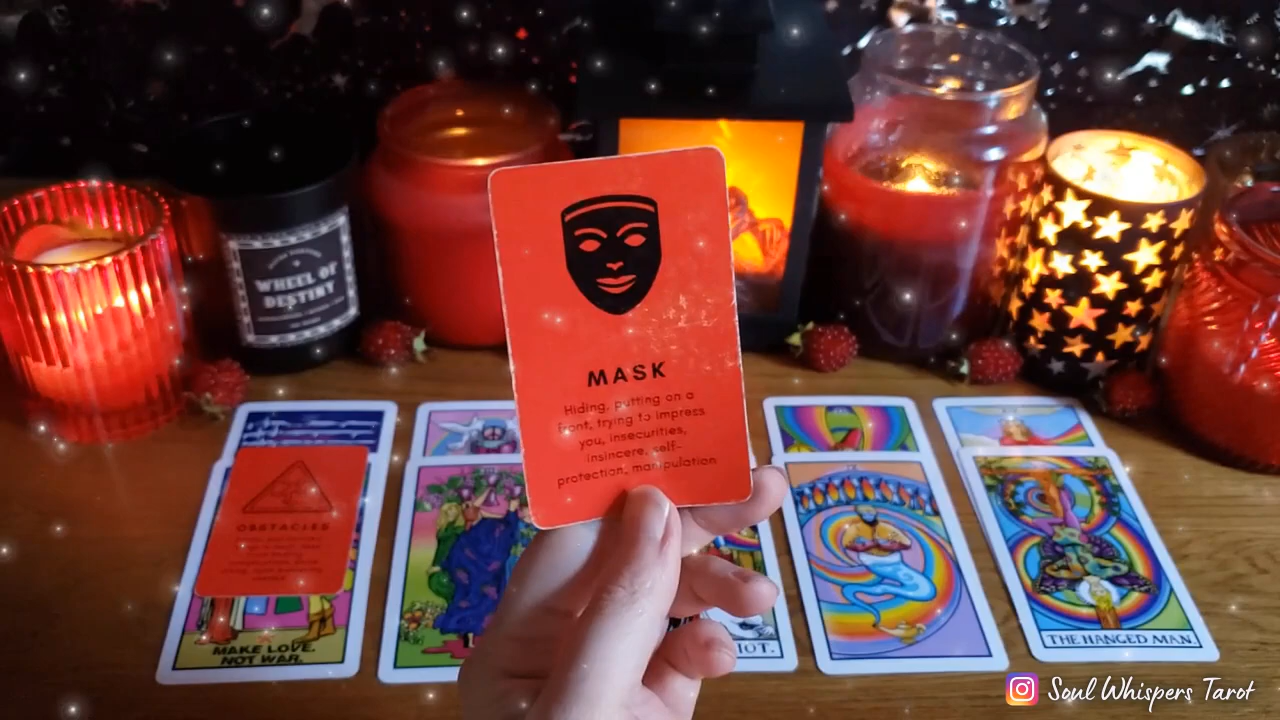 WHEEL OF
DESTINY
MASK
Hiding, putting on a
front, trying to impress
you, insecurities,
insincere, self-
protection, manipulation
OBSTACLES
MAKE LOVE.
NOT WAR.
IOT.
THE HANGED MAN.
Soul Whispers Tarot